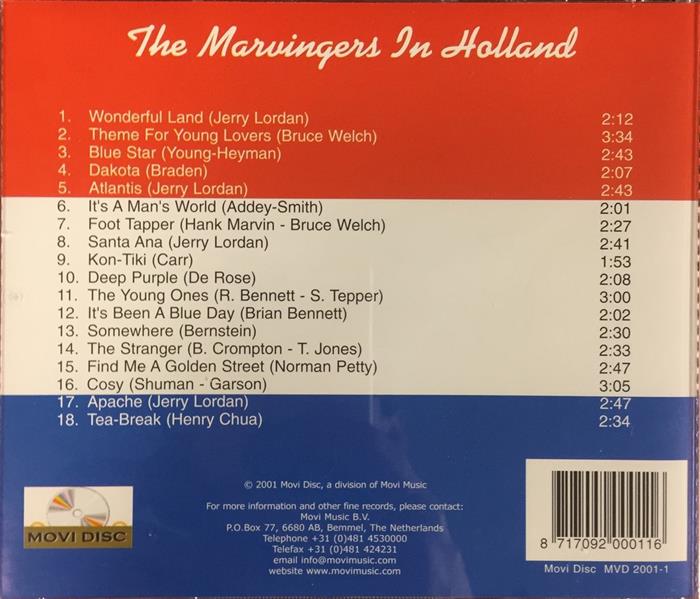 The Marvingers In Holland
1. Wonderful Land (Jerry Lordan) 2:12
2. Theme For Young Lovers (Bruce Welch) 3:34
3. Blue Star (Young-Heyman) 2:43
4. Dakota (Braden) 2:07
5. Atlantis (Jerry Lordan) 2:43
6. It's A Man's World (Addey-Smith) 2:01
7. Foot Tapper (Hank Marvin - Bruce Welch) 2:27
8. Santa Ana (Jerry Lordan) 2:41
9. Kon-Tiki (Carr) 1:53
10. Deep Purple (De Rose) 2:08
11. The Young Ones (R. Bennett - S. Tepper) 3:00
12. It's Been A Blue Day (Brian Bennett) 2:02
13. Somewhere (Bernstein) 2:30
14. The Stranger (B. Crompton - T. Jones) 2:33
15. Find Me A Golden Street (Norman Petty) 2:47
16. Cosy (Shuman - Garson) 3:05
17. Apache (Jerry Lordan) 2:47
18. Tea-Break (Henry Chua) 2:34
MOVI DISC
© 2001 Movi Disc, a division of Movi Music
For more information and other fine records, please contact:
Movi Music B.V.
P.O.Box 77, 6680 AB, Bemmel, The Netherlands
Telephone +31 (0)481 4530000
Telefax +31 (0)481 424231
email info@movimusic.com
website www.movimusic.com
8 717092 000116
Movi Disc MVD 2001-1